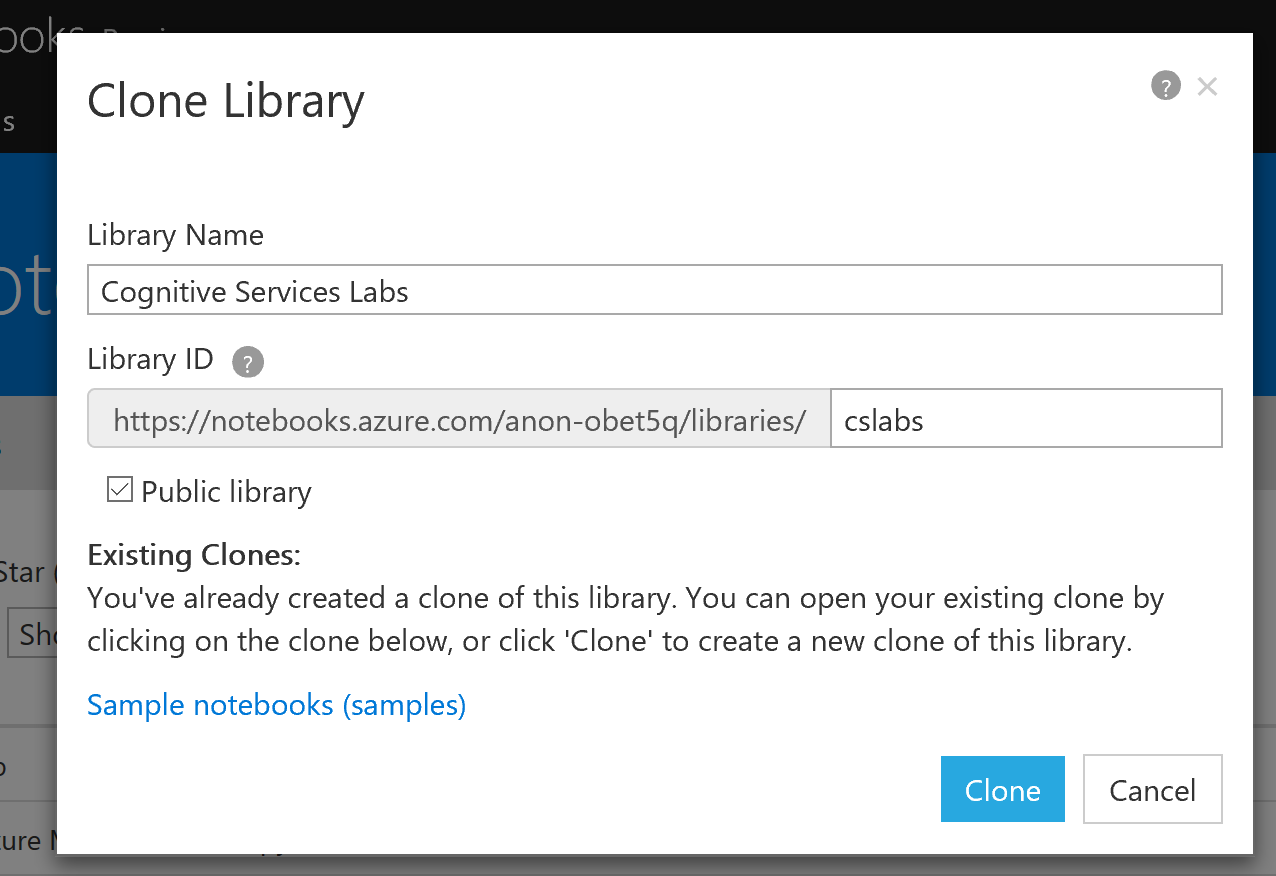 Clone Library
?
Library Name
Cognitive Services Labs
Library ID ?
https://notebooks.azure.com/anon-obet5q/libraries/ cslabs
Public library
Existing Clones:
You've already created a clone of this library. You can open your existing clone by
clicking on the clone below, or click 'Clone' to create a new clone of this library.
Star
Sample notebooks (samples)
Clone Cancel